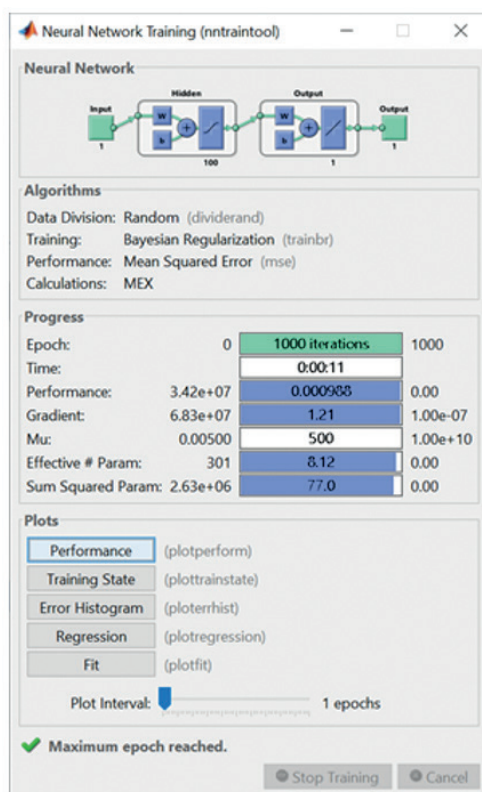 Neural Network Training (nntraintool)
Neural Network
Hidden Output
Input Output
W W
b b
1 1
100 1
Algorithms
Data Division: Random (dividerand)
Training: Bayesian Regularization (trainbr)
Performance: Mean Squared Error (mse)
Calculations: MEX
Progress
Epoch: 0 1000 iterations 1000
Time: 0:00:11
Performance: 3.42e+07 0.000988 0.00
Gradient: 6.83e+07 1.21 1.00e-07
Mu: 0.00500 500 1.00e+10
Effective # Param: 301 8.12 0.00
Sum Squared Param: 2.63e+06 77.0 0.00
Plots
Performance (plotperform)
Training State (plottrainstate)
Error Histogram (ploterrhist)
Regression (plotregression)
Fit (plotfit)
Plot Interval: 1 epochs
Maximum epoch reached.
Stop Training Cancel